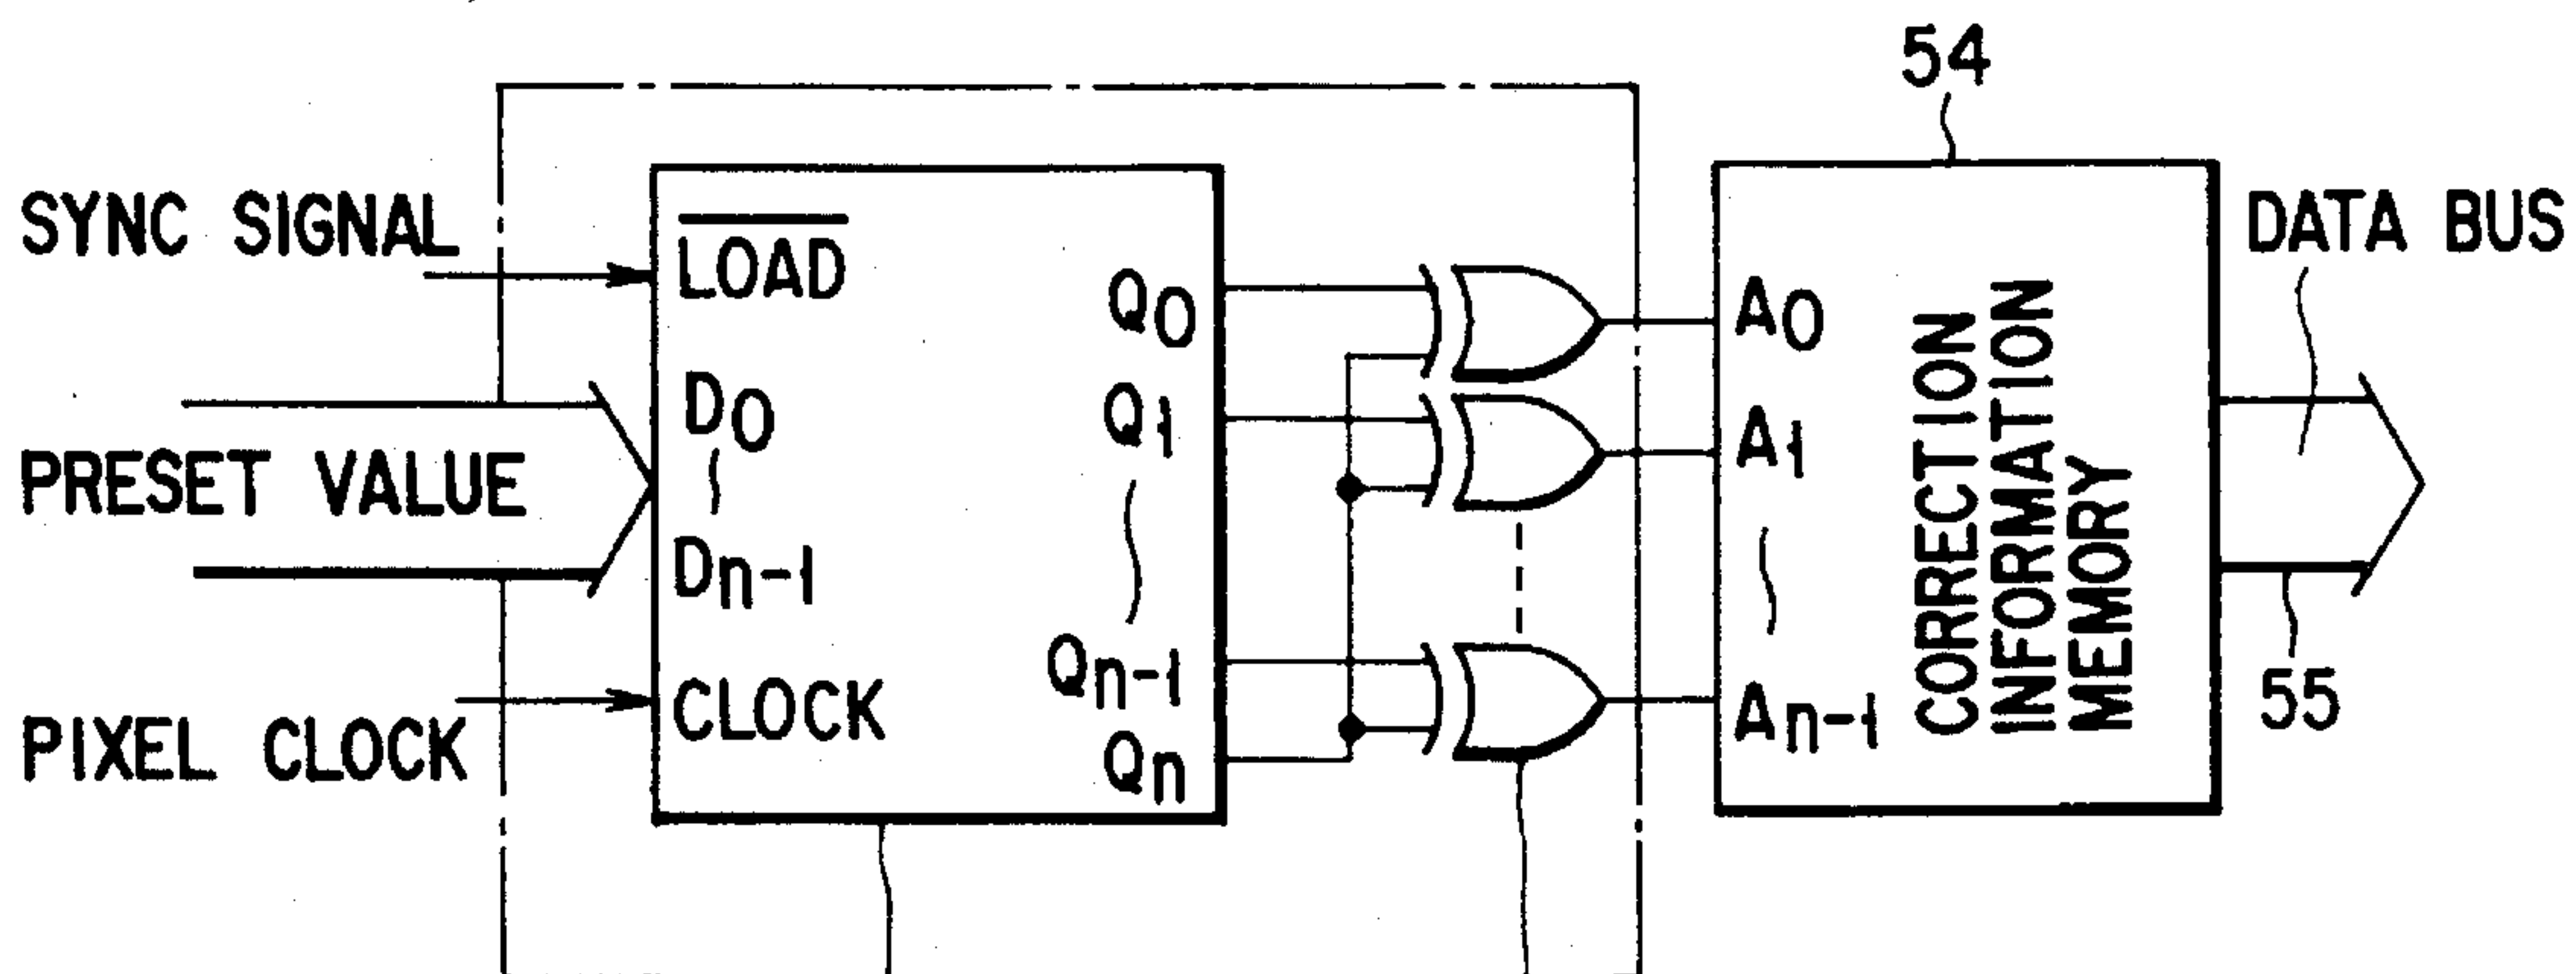 54
SYNC SIGNAL
LOAD
DATA BUS
Q0
A0
D0
Q1
A1
PRESET VALUE
CORRECTION
INFORMATION
MEMORY
Dn-1
Qn-1
CLOCK
An-1
55
PIXEL CLOCK
Qn